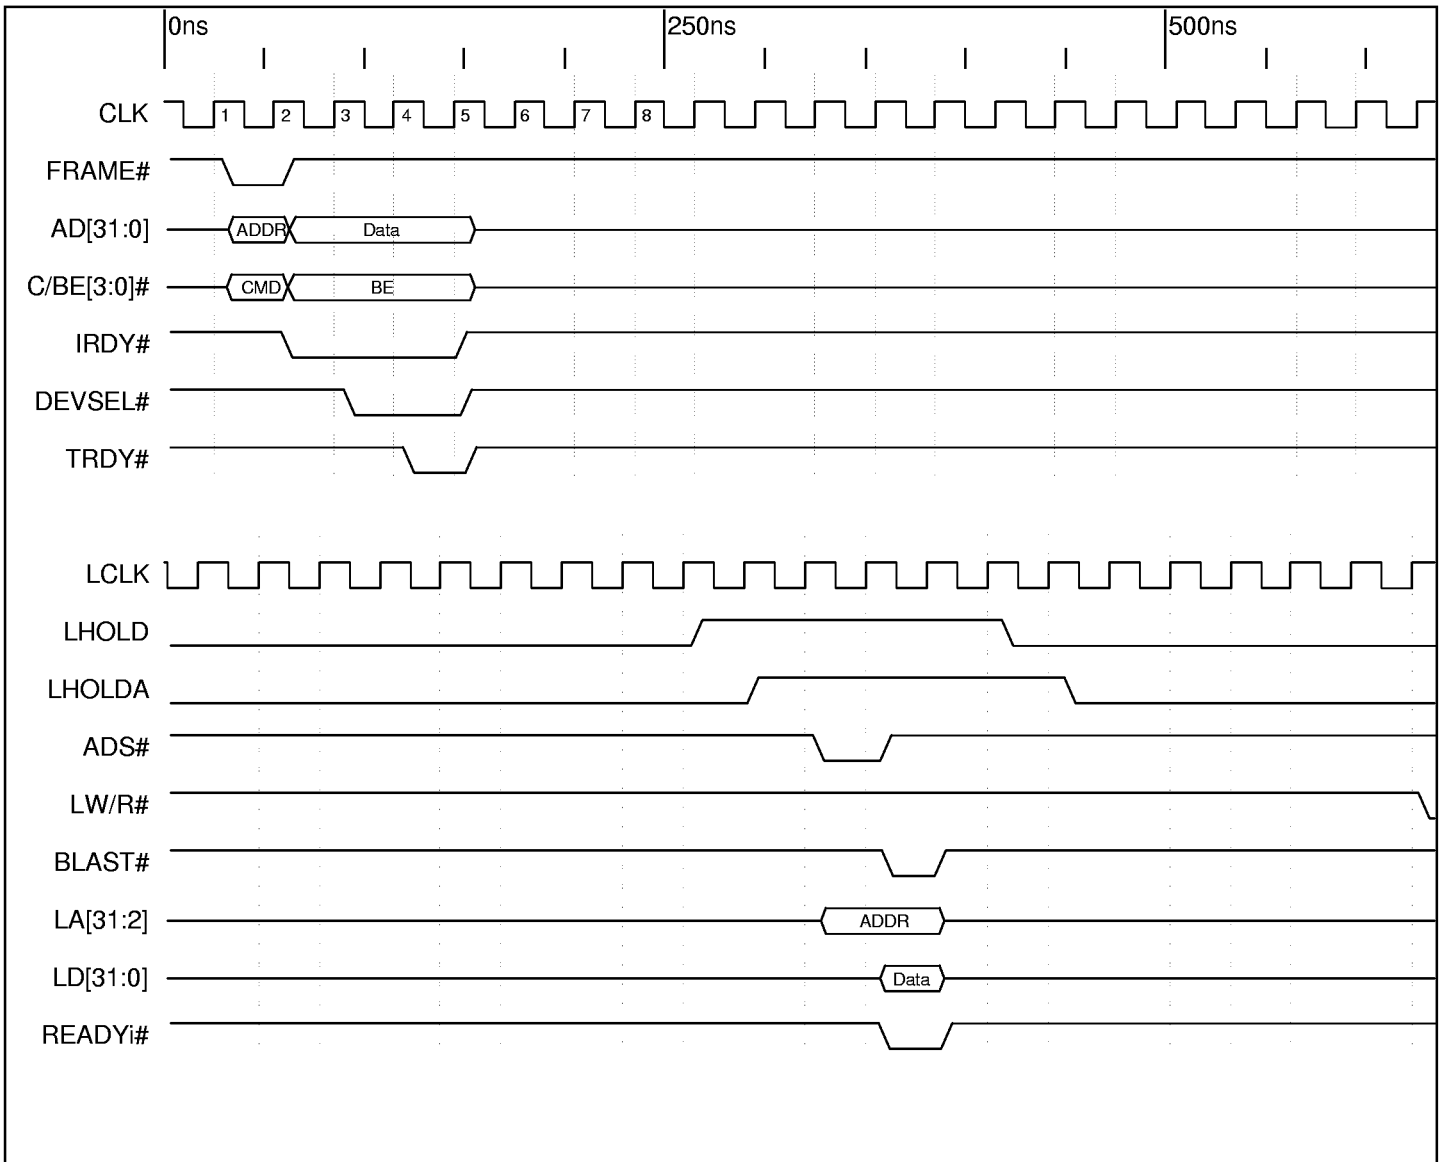 0ns 250ns 500ns
CLK 1 2 3 4 5 6 7 8
FRAME#
AD[31:0] ADDR Data
C/BE[3:0]# CMD BE
IRDY#
DEVSEL#
TRDY#
LCLK
LHOLD
LHOLDA
ADS#
LW/R#
BLAST#
LA[31:2] ADDR
LD[31:0] Data
READYi#